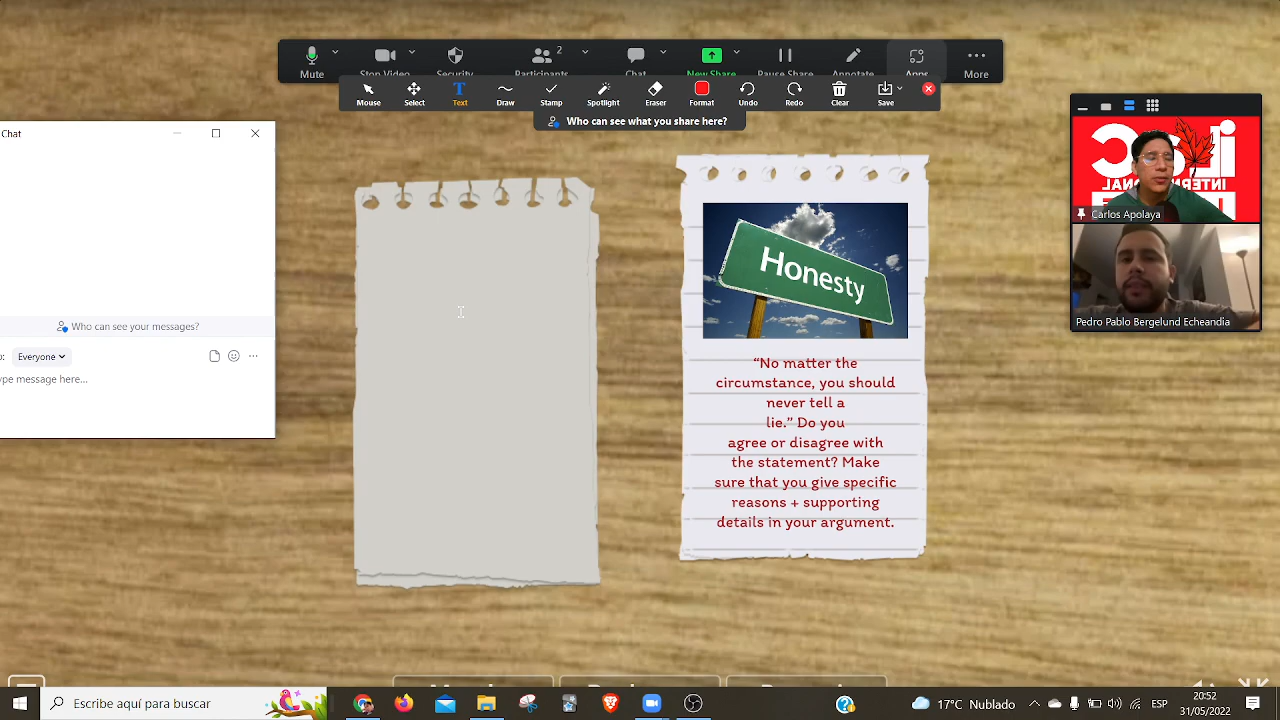 2
Mute
Stop Video
Security
Participants
Chat
New Share
Pause Share
Annotate
Apps
More
Mouse
Select
Text
Draw
Stamp
Spotlight
Eraser
Format
Undo
Redo
Clear
Save
Who can see what you share here?
Chat
Who can see your messages?
Everyone
ype message here...
Honesty
“No matter the
circumstance, you should
never tell a
lie.” Do you
agree or disagree with
the statement? Make
sure that you give specific
reasons + supporting
details in your argument.
Carlos Apolaya
Pedro Pablo Bergelund Echeandia
Escribe aquí para buscar
17°C Nublado
ESP
20:52
31/05/2022